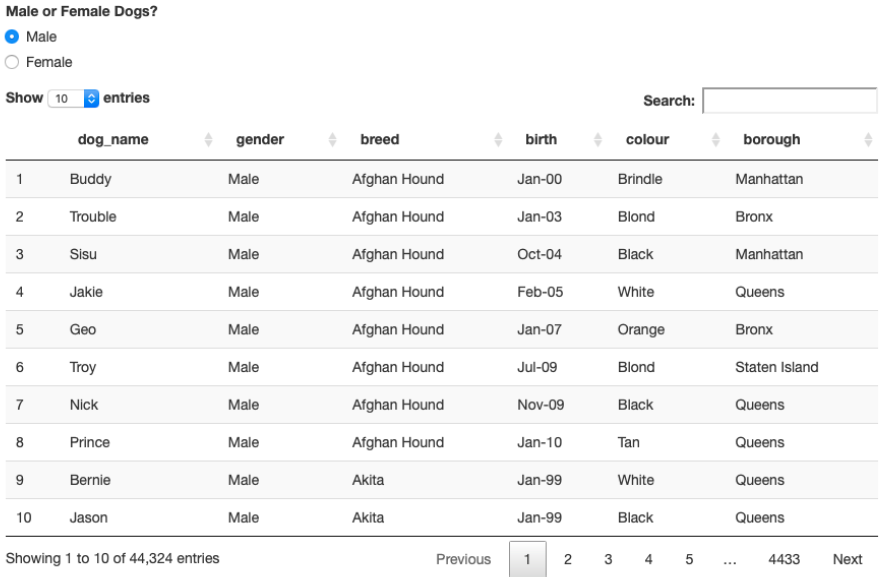 Male or Female Dogs?
Male
Female
Show 10 entries Search:
dog_name gender breed birth colour borough
1 Buddy Male Afghan Hound Jan-00 Brindle Manhattan
2 Trouble Male Afghan Hound Jan-03 Blond Bronx
3 Sisu Male Afghan Hound Oct-04 Black Manhattan
4 Jakie Male Afghan Hound Feb-05 White Queens
5 Geo Male Afghan Hound Jan-07 Orange Bronx
6 Troy Male Afghan Hound Jul-09 Blond Staten Island
7 Nick Male Afghan Hound Nov-09 Black Queens
8 Prince Male Afghan Hound Jan-10 Tan Queens
9 Bernie Male Akita Jan-99 White Queens
10 Jason Male Akita Jan-99 Black Queens
Showing 1 to 10 of 44,324 entries Previous 1 2 3 4 5 … 4433 Next